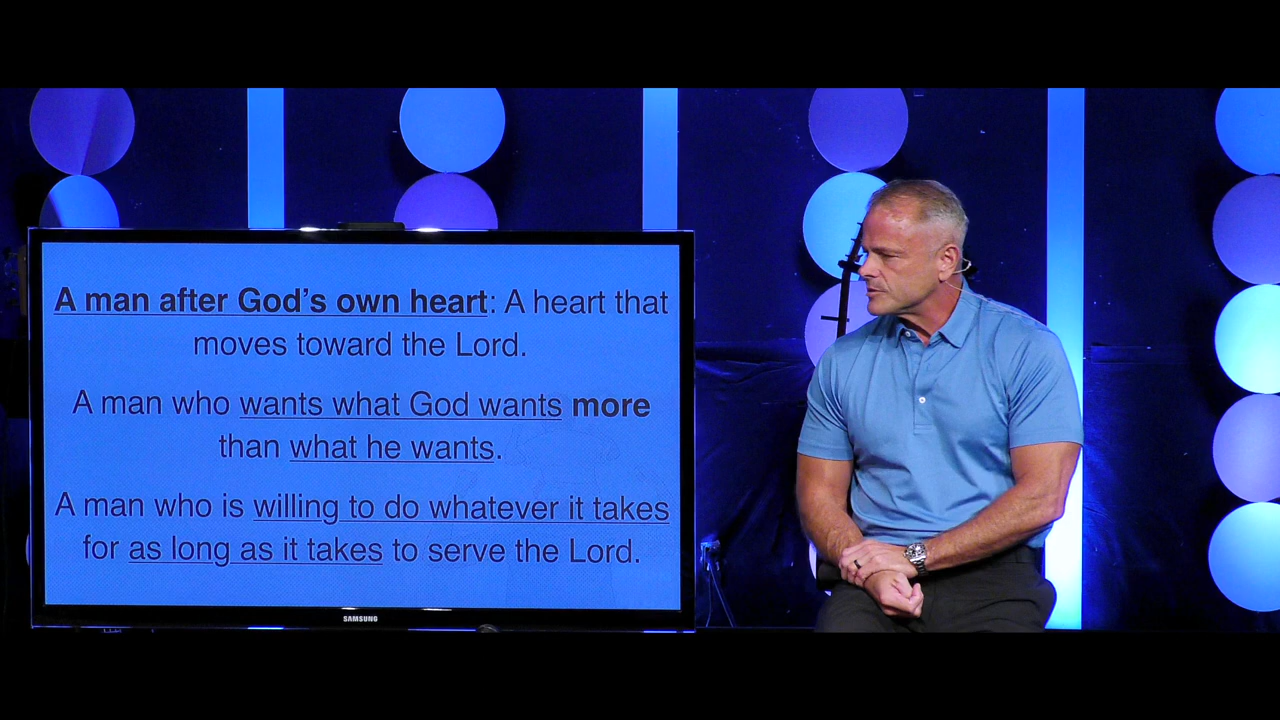 A man after God's own heart: A heart that
moves toward the Lord.
A man who wants what God wants more
than what he wants.
A man who is willing to do whatever it takes
for as long as it takes to serve the Lord.
SAMSUNG